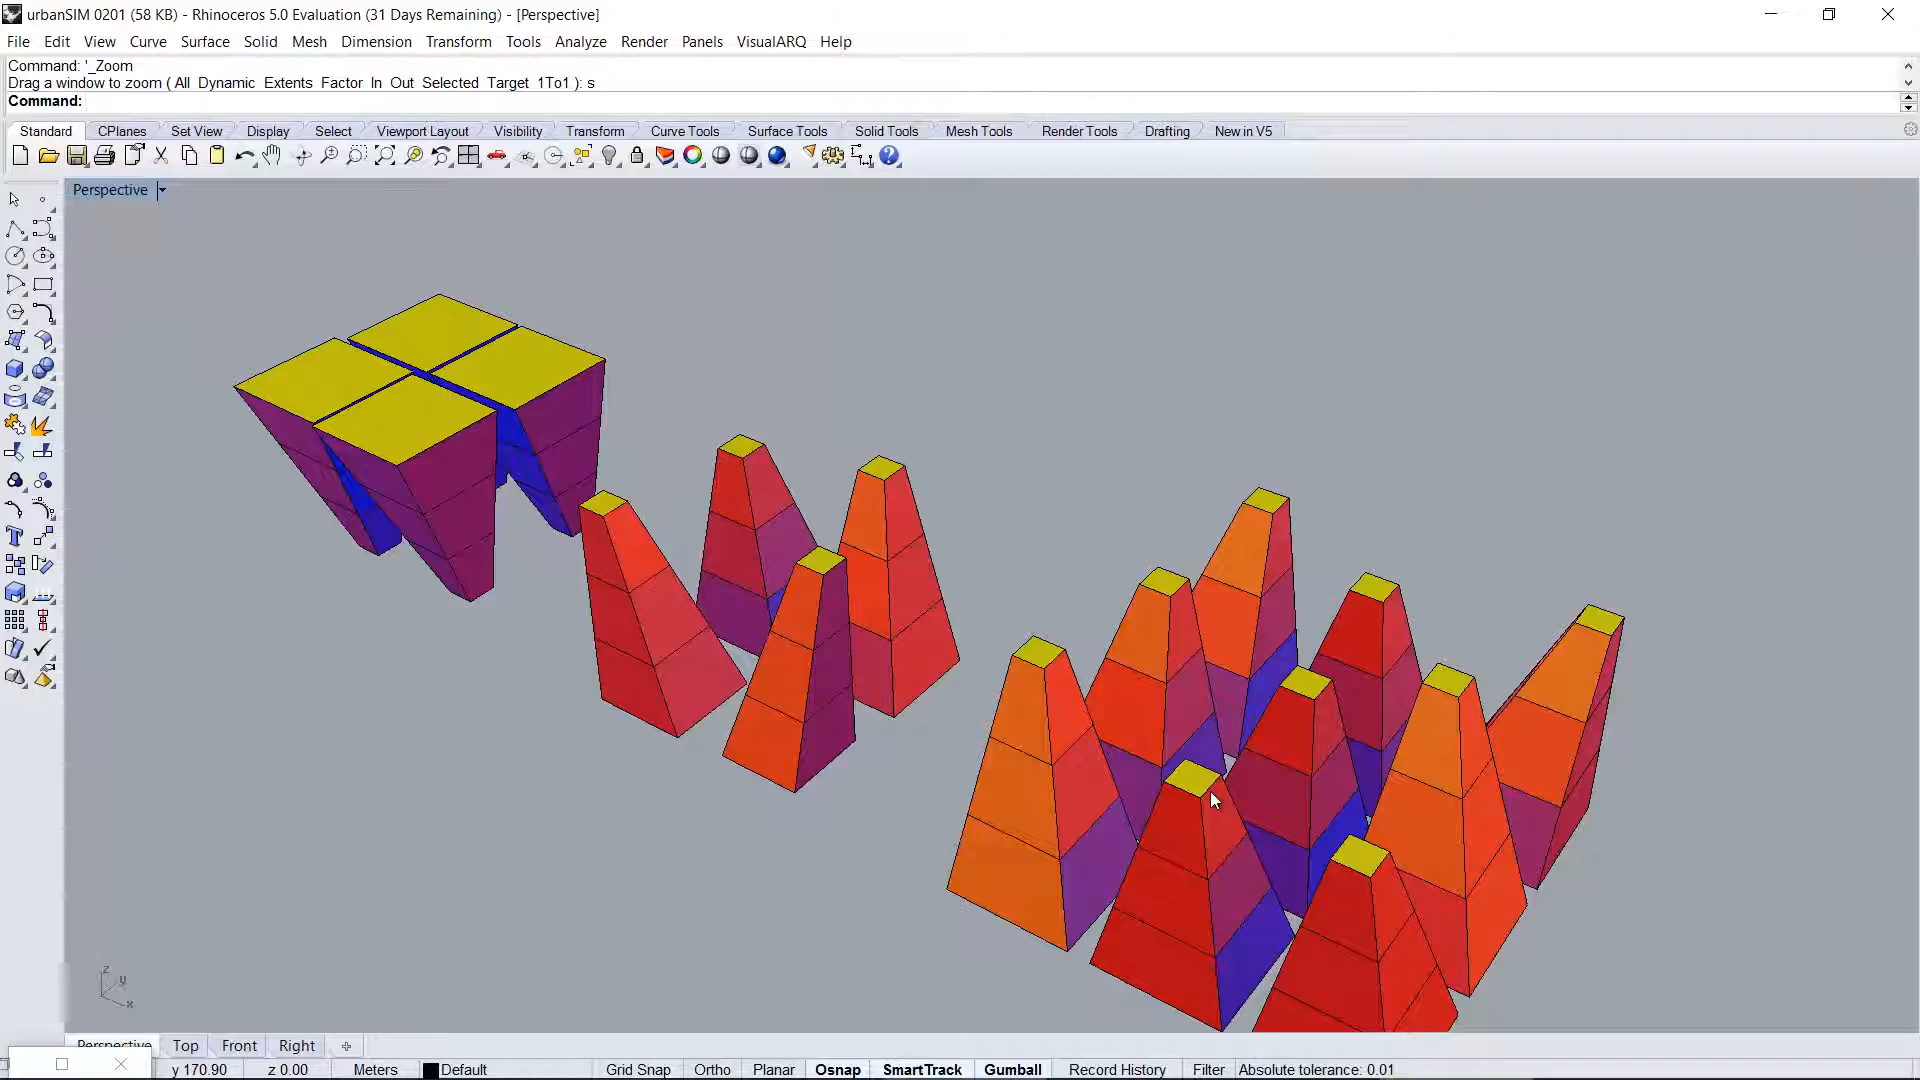 urbanSIM 0201 (58 KB) - Rhinoceros 5.0 Evaluation (31 Days Remaining) - [Perspective]
File Edit View Curve Surface Solid Mesh Dimension Transform Tools Analyze Render Panels VisualARQ Help
Command: '_Zoom
Drag a window to zoom ( All Dynamic Extents Factor In Out Selected Target 1To1 ): s
Command:
Standard CPlanes Set View Display Select Viewport Layout Visibility Transform Curve Tools Surface Tools Solid Tools Mesh Tools Render Tools Drafting New in V5
Perspective
z y x
Perspective Top Front Right
y 170.90 z 0.00 Meters Default Grid Snap Ortho Planar Osnap SmartTrack Gumball Record History Filter Absolute tolerance: 0.01